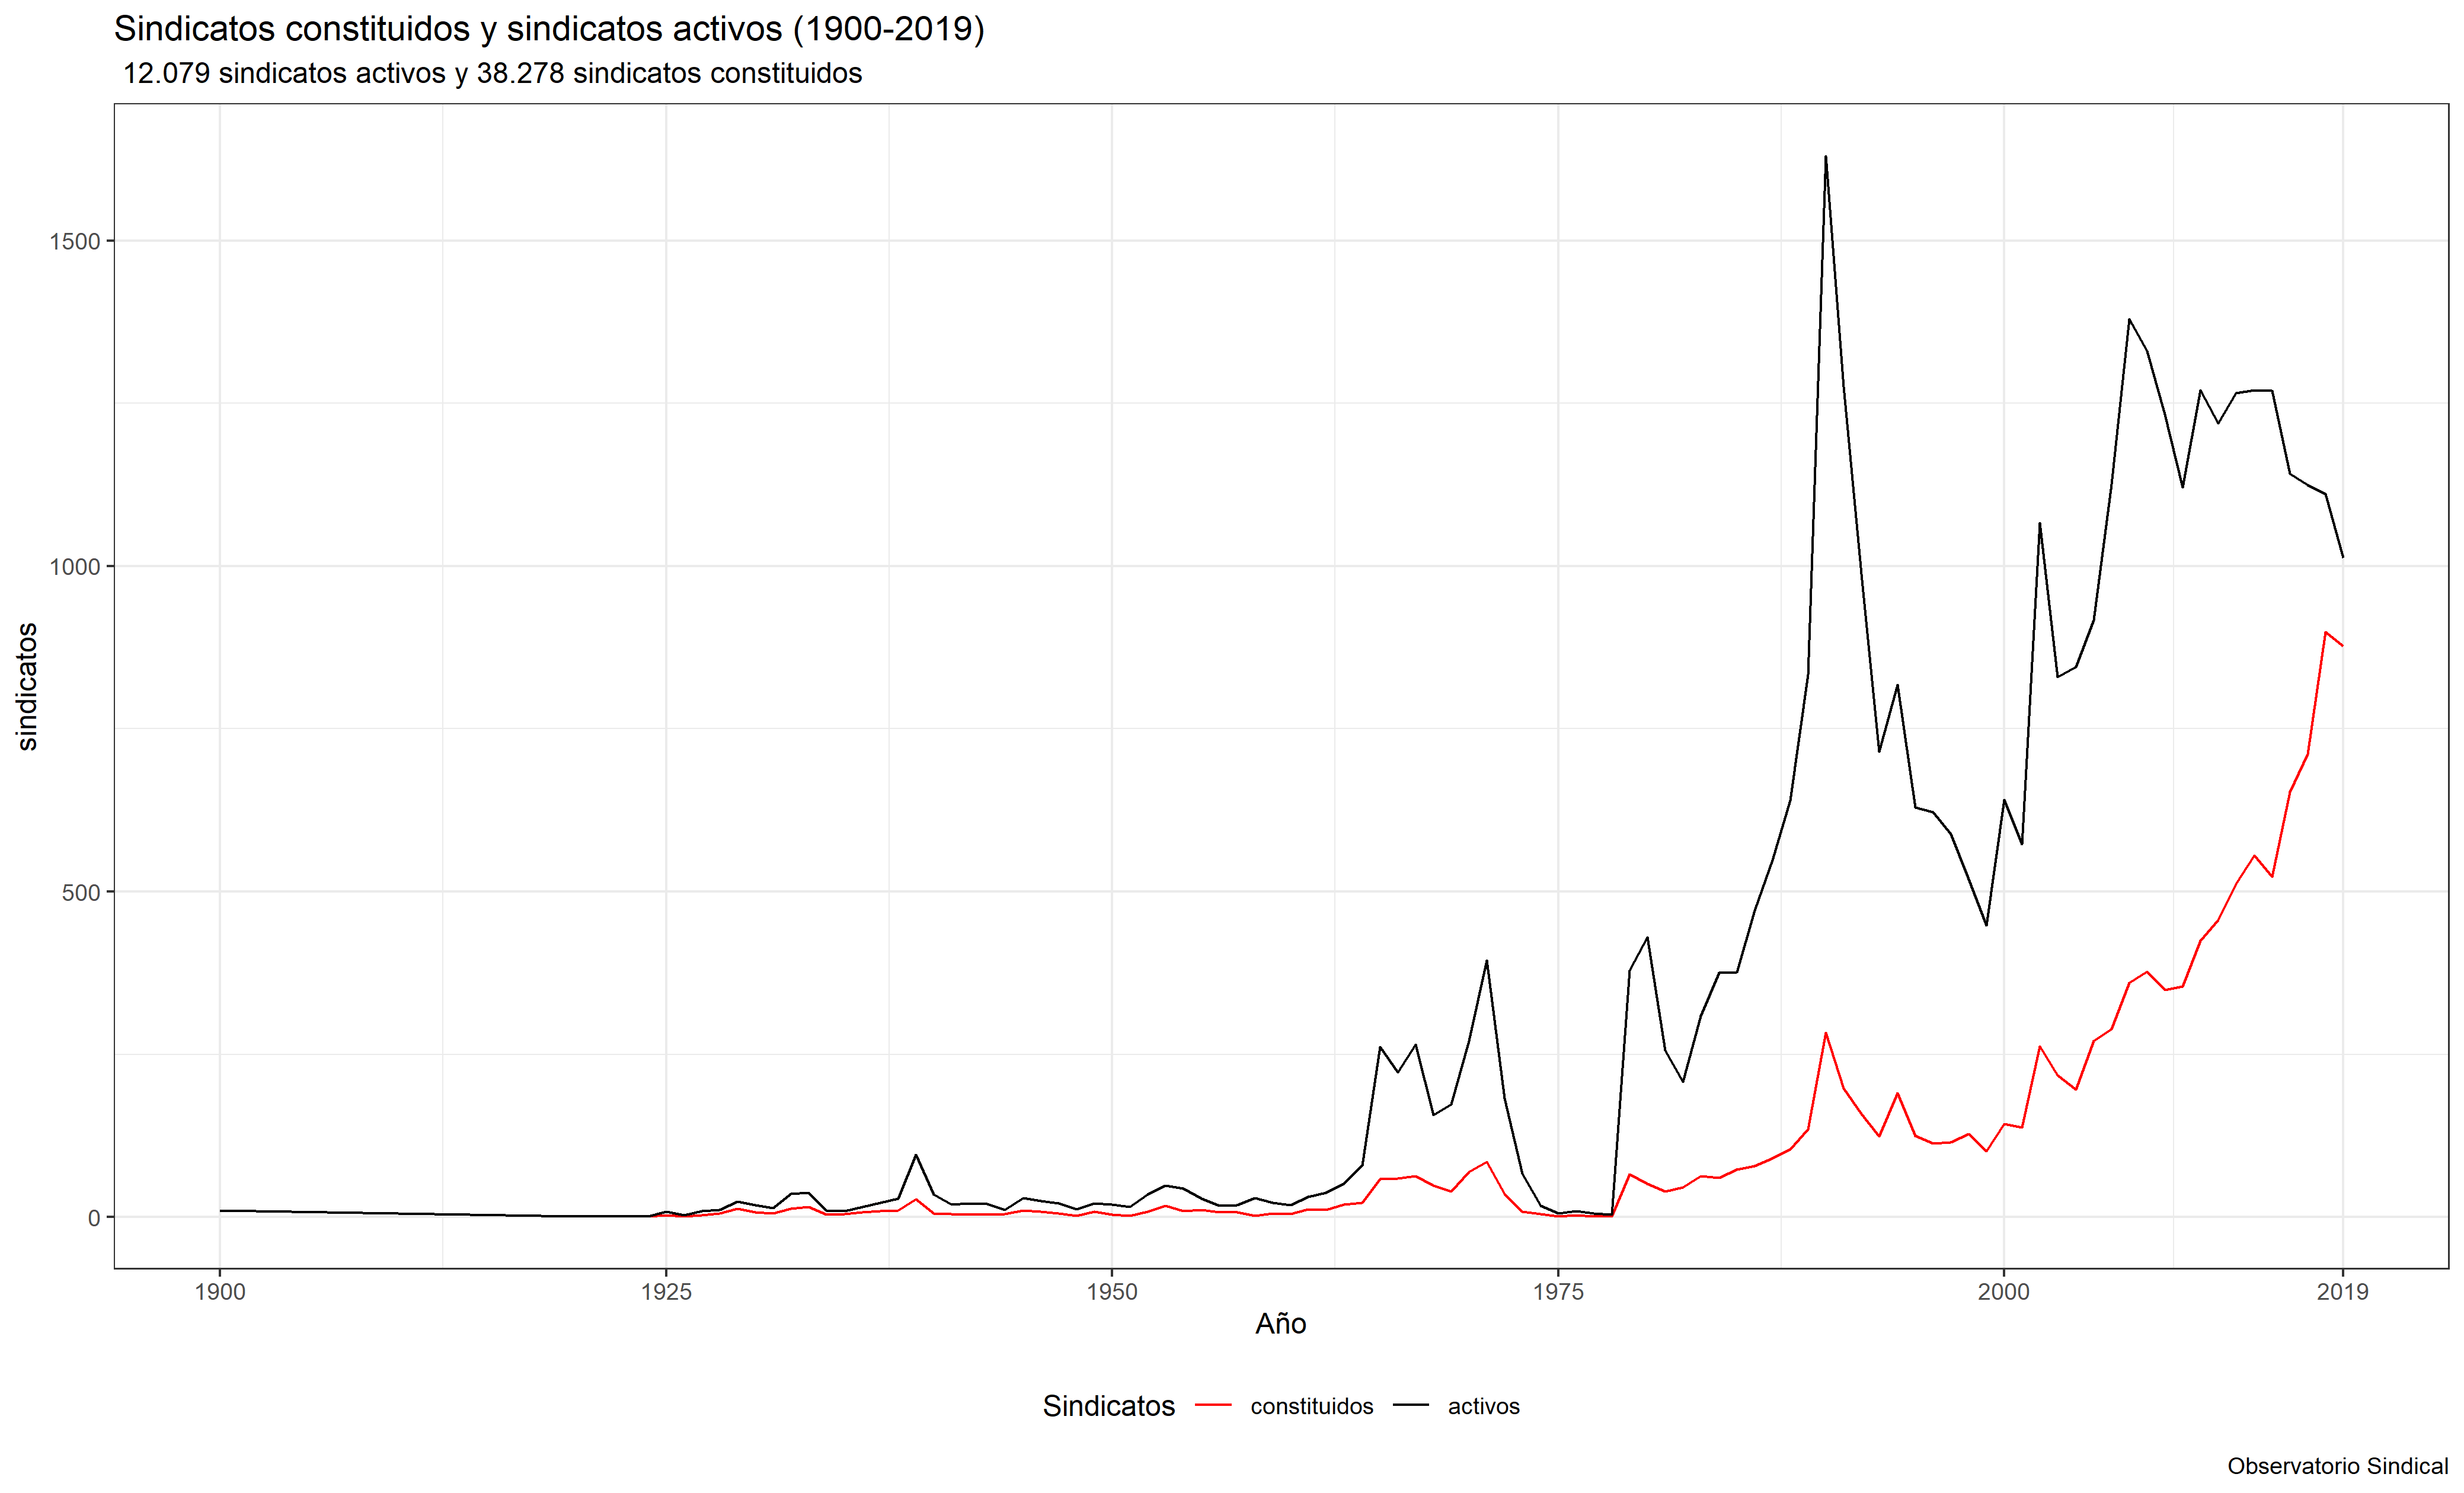 Sindicatos constituidos y sindicatos activos (1900-2019)
12.079 sindicatos activos y 38.278 sindicatos constituidos
sindicatos
1500
1000
500
0
1900 1925 1950 1975 2000 2019
Año
Sindicatos constituidos activos
Observatorio Sindical